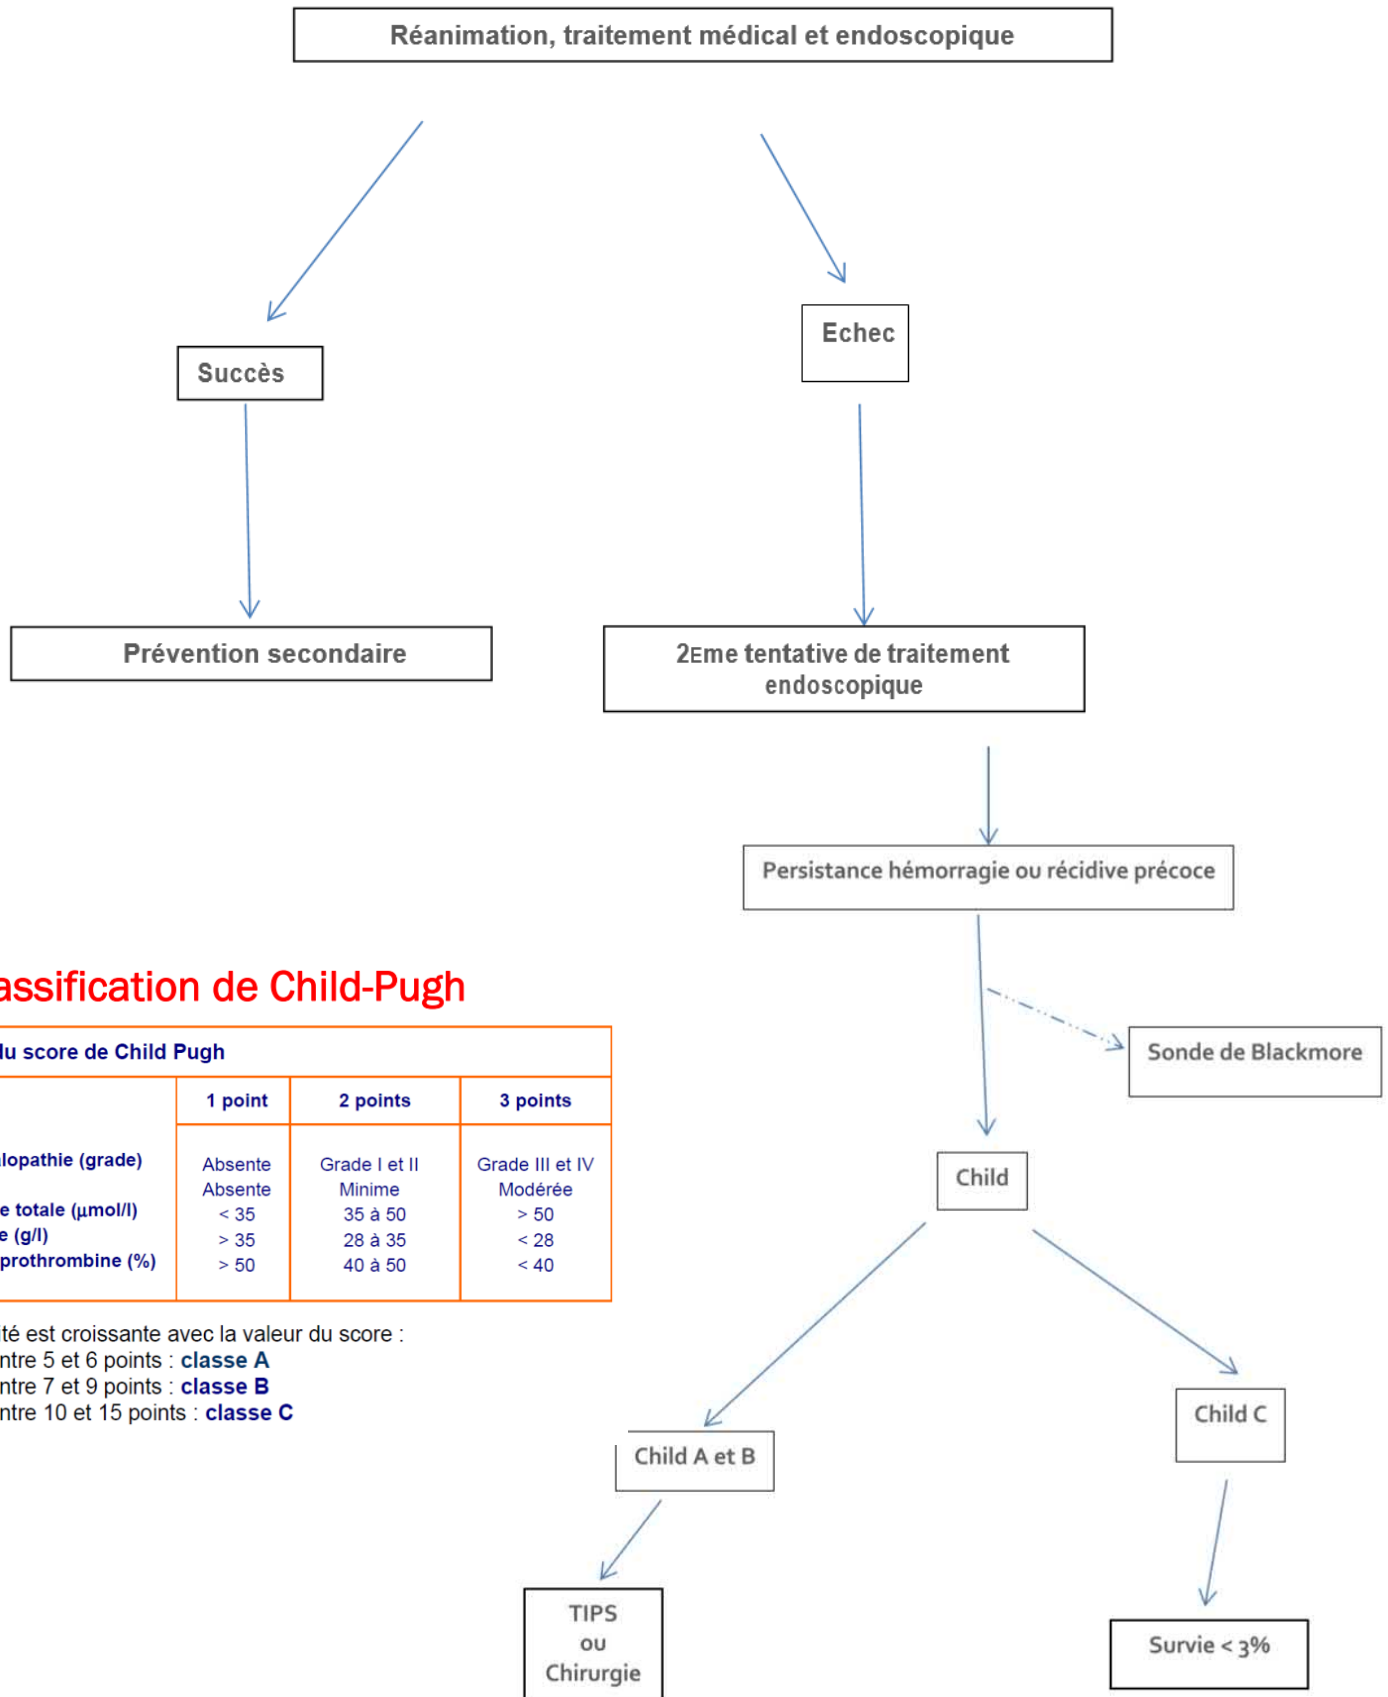 Réanimation, traitement médical et endoscopique
Echec
Succès
Prévention secondaire
2Eme tentative de traitement
endoscopique
Persistance hémorragie ou récidive précoce
Sonde de Blackmore
Child
Child A et B
Child C
TIPS
ou
Chirurgie
Survie < 3%
assification de Child-Pugh
du score de Child Pugh
1 point 2 points 3 points
alopathie (grade) Absente Grade I et II Grade III et IV
Absente Minime Modérée
e totale (μmol/l) < 35 35 à 50 > 50
e (g/l) > 35 28 à 35 < 28
prothrombine (%) > 50 40 à 50 < 40
ité est croissante avec la valeur du score :
ntre 5 et 6 points : classe A
ntre 7 et 9 points : classe B
ntre 10 et 15 points : classe C